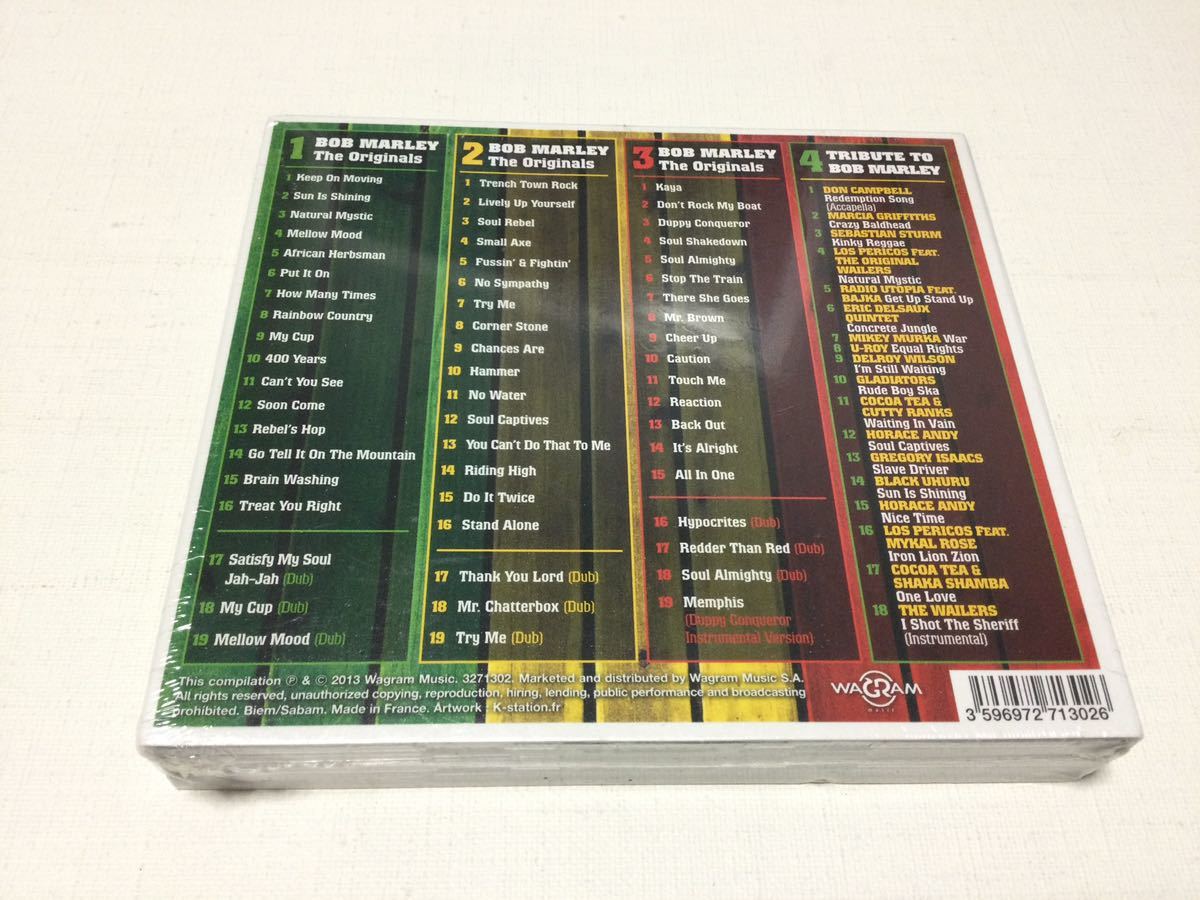 1 BOB MARLEY
The Originals
1 Keep On Moving
2 Sun Is Shining
3 Natural Mystic
4 Mellow Mood
5 African Herbsman
6 Put It On
7 How Many Times
8 Rainbow Country
9 My Cup
10 400 Years
11 Can't You See
12 Soon Come
13 Rebel's Hop
14 Go Tell It On The Mountain
15 Brain Washing
16 Treat You Right
17 Satisfy My Soul
Jah-Jah (Dub)
18 My Cup (Dub)
19 Mellow Mood (Dub)
2 BOB MARLEY
The Originals
1 Trench Town Rock
2 Lively Up Yourself
3 Soul Rebel
4 Small Axe
5 Fussin' & Fightin'
6 No Sympathy
7 Try Me
8 Corner Stone
9 Chances Are
10 Hammer
11 No Water
12 Soul Captives
13 You Can't Do That To Me
14 Riding High
15 Do It Twice
16 Stand Alone
17 Thank You Lord (Dub)
18 Mr. Chatterbox (Dub)
19 Try Me (Dub)
3 BOB MARLEY
The Originals
1 Kaya
2 Don't Rock My Boat
3 Duppy Conqueror
4 Soul Shakedown
5 Soul Almighty
6 Stop The Train
7 There She Goes
8 Mr. Brown
9 Cheer Up
10 Caution
11 Touch Me
12 Reaction
13 Back Out
14 It's Alright
15 All In One
16 Hypocrites (Dub)
17 Redder Than Red (Dub)
18 Soul Almighty (Dub)
19 Memphis
(Duppy Conqueror
Instrumental Version)
4 TRIBUTE TO
BOB MARLEY
1 DON CAMPBELL
Redemption Song
(Accapella)
2 MARCIA GRIFFITHS
Crazy Baldhead
3 SEBASTIAN STURM
Kinky Reggae
4 LOS PERICOS FEAT.
THE ORIGINAL
WAILERS
Natural Mystic
5 RADIO UTOPIA FEAT.
BAJKA Get Up Stand Up
6 ERIC DELSAUX
QUINTET
Concrete Jungle
7 MIKEY MURKA War
8 U-ROY Equal Rights
9 DELROY WILSON
I'm Still Waiting
10 GLADIATORS
Rude Boy Ska
11 COCOA TEA &
CUTTY RANKS
Waiting In Vain
12 HORACE ANDY
Soul Captives
13 GREGORY ISAACS
Slave Driver
14 BLACK UHURU
Sun Is Shining
15 HORACE ANDY
Nice Time
16 LOS PERICOS FEAT.
MYKAL ROSE
Iron Lion Zion
17 COCOA TEA &
SHAKA SHAMBA
One Love
18 THE WAILERS
I Shot The Sheriff
(Instrumental)
This compilation ℗ & © 2013 Wagram Music. 3271302. Marketed and distributed by Wagram Music S.A.
All rights reserved, unauthorized copying, reproduction, hiring, lending, public performance and broadcasting
prohibited. Biem/Sabam. Made in France. Artwork : K-station.fr
WAGRAM
music
3 596972 713026